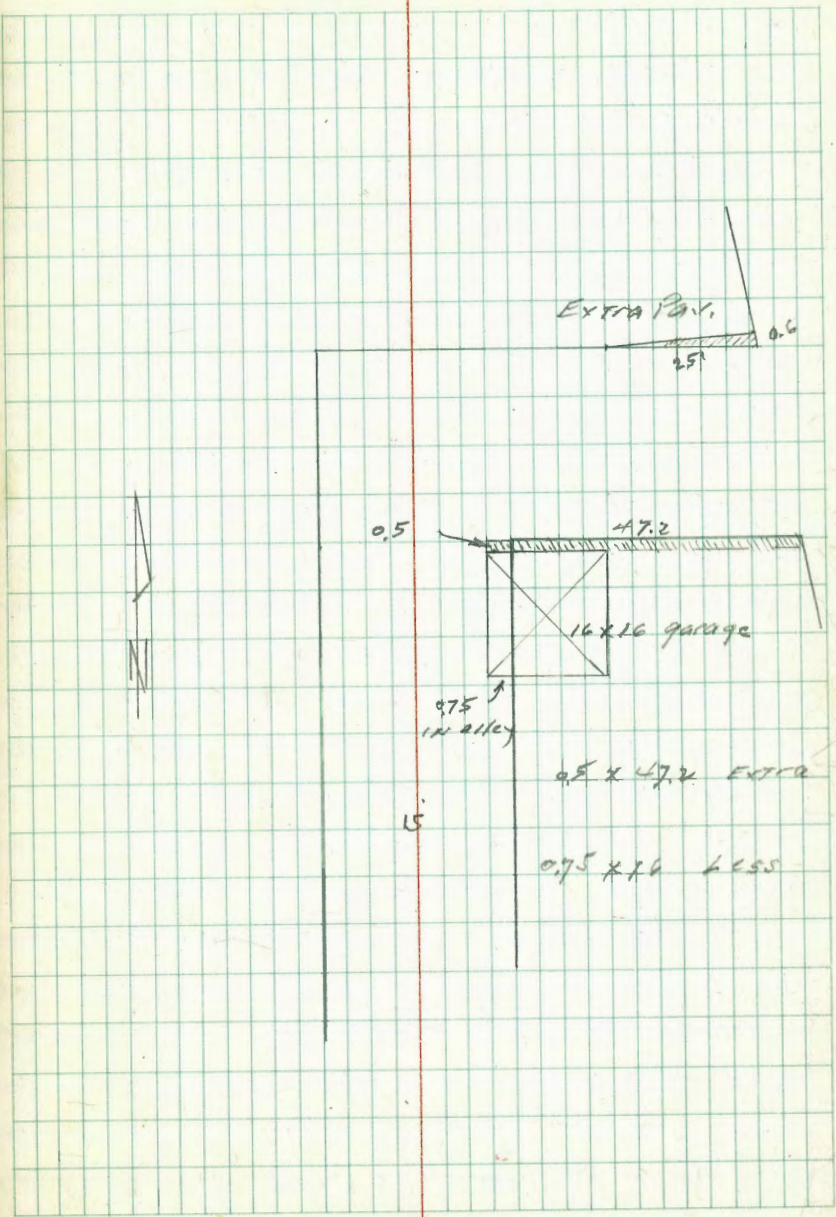 Extra Pav.
0.6
25'
0.5
47.2
16 x 16 garage
N
0.75
in alley
0.5 x 47.2 Extra
15'
0.75 x 16 Less